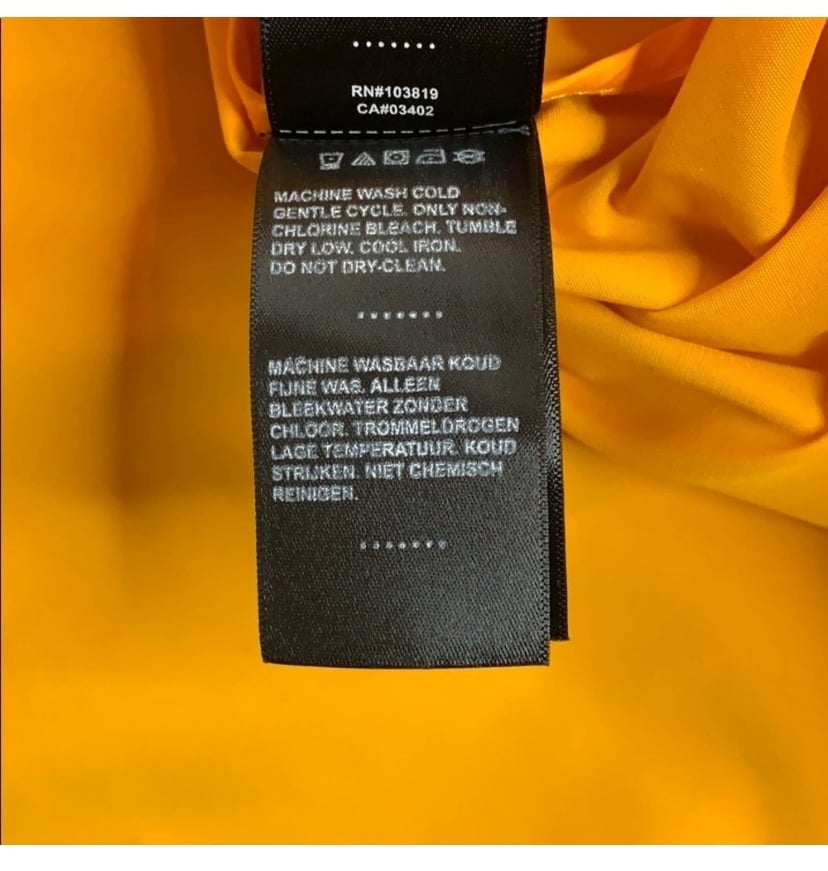 RN#103819
CA#03402
MACHINE WASH COLD
GENTLE CYCLE. ONLY NON-
CHLORINE BLEACH. TUMBLE
DRY LOW. COOL IRON.
DO NOT DRY-CLEAN.
MACHINE WASBAAR KOUD
FIJNE WAS. ALLEEN
BLEEKWATER ZONDER
CHLOOR. TROMMELDROGEN
LAGE TEMPERATUUR. KOUD
STRIJKEN. NIET CHEMISCH
REINIGEN.